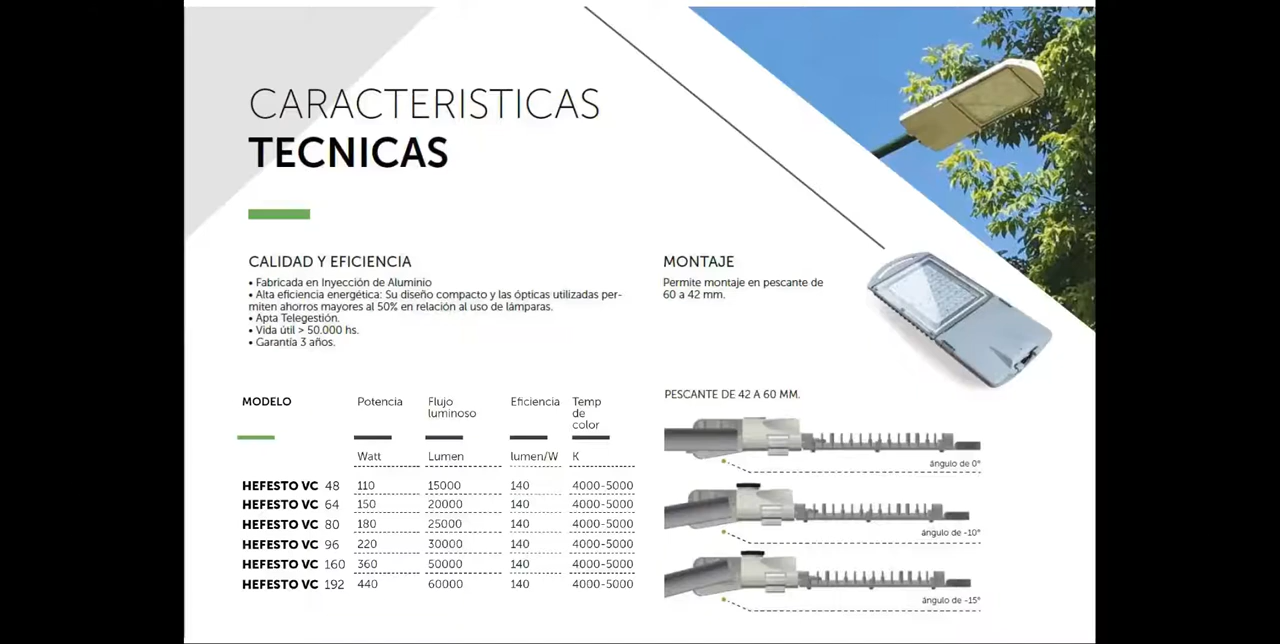 CARACTERISTICAS
TECNICAS
CALIDAD Y EFICIENCIA
• Fabricada en Inyección de Aluminio
• Alta eficiencia energética: Su diseño compacto y las ópticas utilizadas per-
miten ahorros mayores al 50% en relación al uso de lámparas.
• Apta Telegestión.
• Vida útil > 50.000 hs.
• Garantía 3 años.
MONTAJE
Permite montaje en pescante de
60 a 42 mm.
MODELO Potencia Flujo luminoso Eficiencia Temp de color
Watt Lumen lumen/W K
HEFESTO VC 48 110 15000 140 4000-5000
HEFESTO VC 64 150 20000 140 4000-5000
HEFESTO VC 80 180 25000 140 4000-5000
HEFESTO VC 96 220 30000 140 4000-5000
HEFESTO VC 160 360 50000 140 4000-5000
HEFESTO VC 192 440 60000 140 4000-5000
PESCANTE DE 42 A 60 MM.
ángulo de 0°
ángulo de -10°
ángulo de -15°